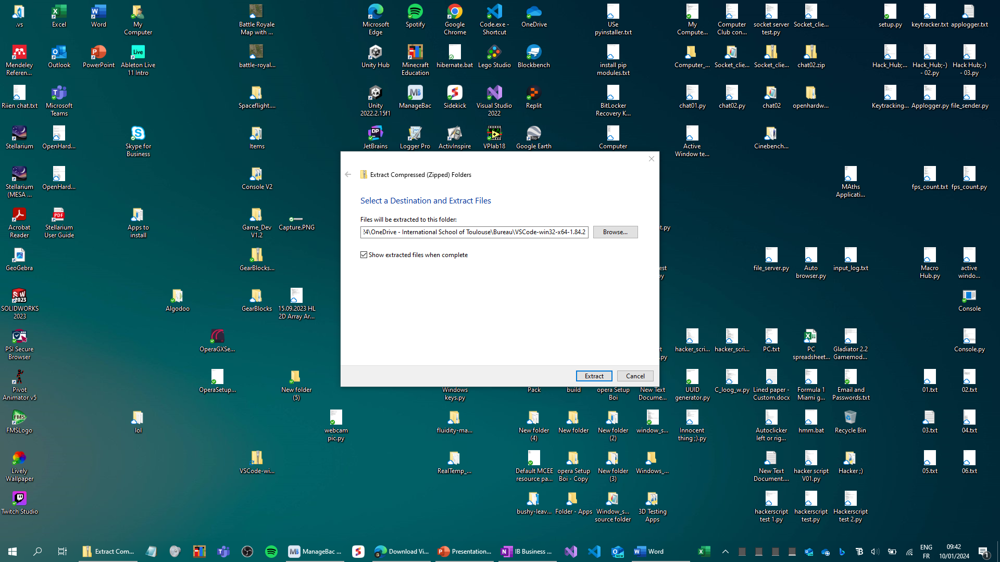 .vs
Excel
Word
My
Computer
Battle Royale
Map with ...
Microsoft
Edge
Spotify
Google
Chrome
Code.exe -
Shortcut
OneDrive
USe
pyinstaller.txt
My
Compute...
Computer
Club con...
socket server
test.py
Socket_clie...
setup.py
keytracker.txt
applogger.txt
Mendeley
Referen...
Outlook
PowerPoint
Ableton Live
11 Intro
battle-royal...
Unity Hub
Minecraft
Education
hibernate.bat
Lego Studio
Blockbench
install pip
modules.txt
Computer_...
Socket_clie...
Socket_clie...
chat02.zip
Hack_Hub;...
Hack_Hub;-)
- 02.py
Hack Hub;-)
- 03.py
Riien chat.txt
Microsoft
Teams
Spaceflight....
Unity
2022.2.15f1
ManageBac
Sidekick
Visual Studio
2022
Replit
BitLocker
Recovery K...
chat01.py
chat02.py
chat02
openhardw...
Keytracking...
Applogger.py
file_sender.py
Stellarium
OpenHard...
Skype for
Business
Items
JetBrains
Logger Pro
ActivInspire
VPlab18
Google Earth
Computer
Active
Window te...
Cinebench...
Extract Compressed (Zipped) Folders
Select a Destination and Extract Files
Files will be extracted to this folder:
24\OneDrive - International School of Toulouse\Bureau\VSCode-win32-x64-1.84.2
Browse...
Show extracted files when complete
Extract
Cancel
Stellarium
(MESA ...
OpenHard...
Console V2
MAths
Applicati...
fps_count.txt
fps_count.py
Acrobat
Reader
Stellarium
User Guide
Apps to
install
Game_Dev
V1.2
Capture.PNG
t.py
GeoGebra
GearBlocks...
est
py
file_server.py
Auto
browser.py
input_log.txt
Macro
Hub.py
active
windo...
SOLIDWORKS
2023
Algodoo
GearBlocks
15.09.2023 HL
2D Array Ar...
Console
PSI Secure
Browser
OperaGXSe...
t
.py
hacker_scri...
hacker_scri...
PC.txt
PC
spreadsheet...
Gladiator 2.2
Gamemod...
Console.py
Pivot
Animator v5
OperaSetup...
New folder
(5)
Windows
keys.py
Pack
build
opera Setup
Boi
New Text
Docume...
UUID
generator.py
C_loog_w.py
Lined paper -
Custom.docx
Formula 1
Miami g...
Email and
Passwords.txt
01.txt
02.txt
FMSLogo
lol
webcam
pic.py
fluidity-ma...
New folder
(4)
New folder
New folder
(2)
window_s...
Innocent
thing ;).py
Autoclicker
left or rig...
hmm.bat
Recycle Bin
03.txt
04.txt
Lively
Wallpaper
VSCode-wi...
RealTemp_...
Default MCEE
resource pa...
opera Setup
Boi - Copy
New folder
(3)
Windows_...
New Text
Document....
hacker script
V01.py
Hacker ;)
05.txt
06.txt
Twitch Studio
bushy-leav...
Folder - Apps
Window_s...
source folder
3D Testing
Apps
hackerscript
test 1.py
hackerscript
test.py
Hackerscript
test 2.py
Extract Com...
ManageBac ...
Download Vi...
Presentation...
IB Business ...
Word
ENG
FR
09:42
10/01/2024
1